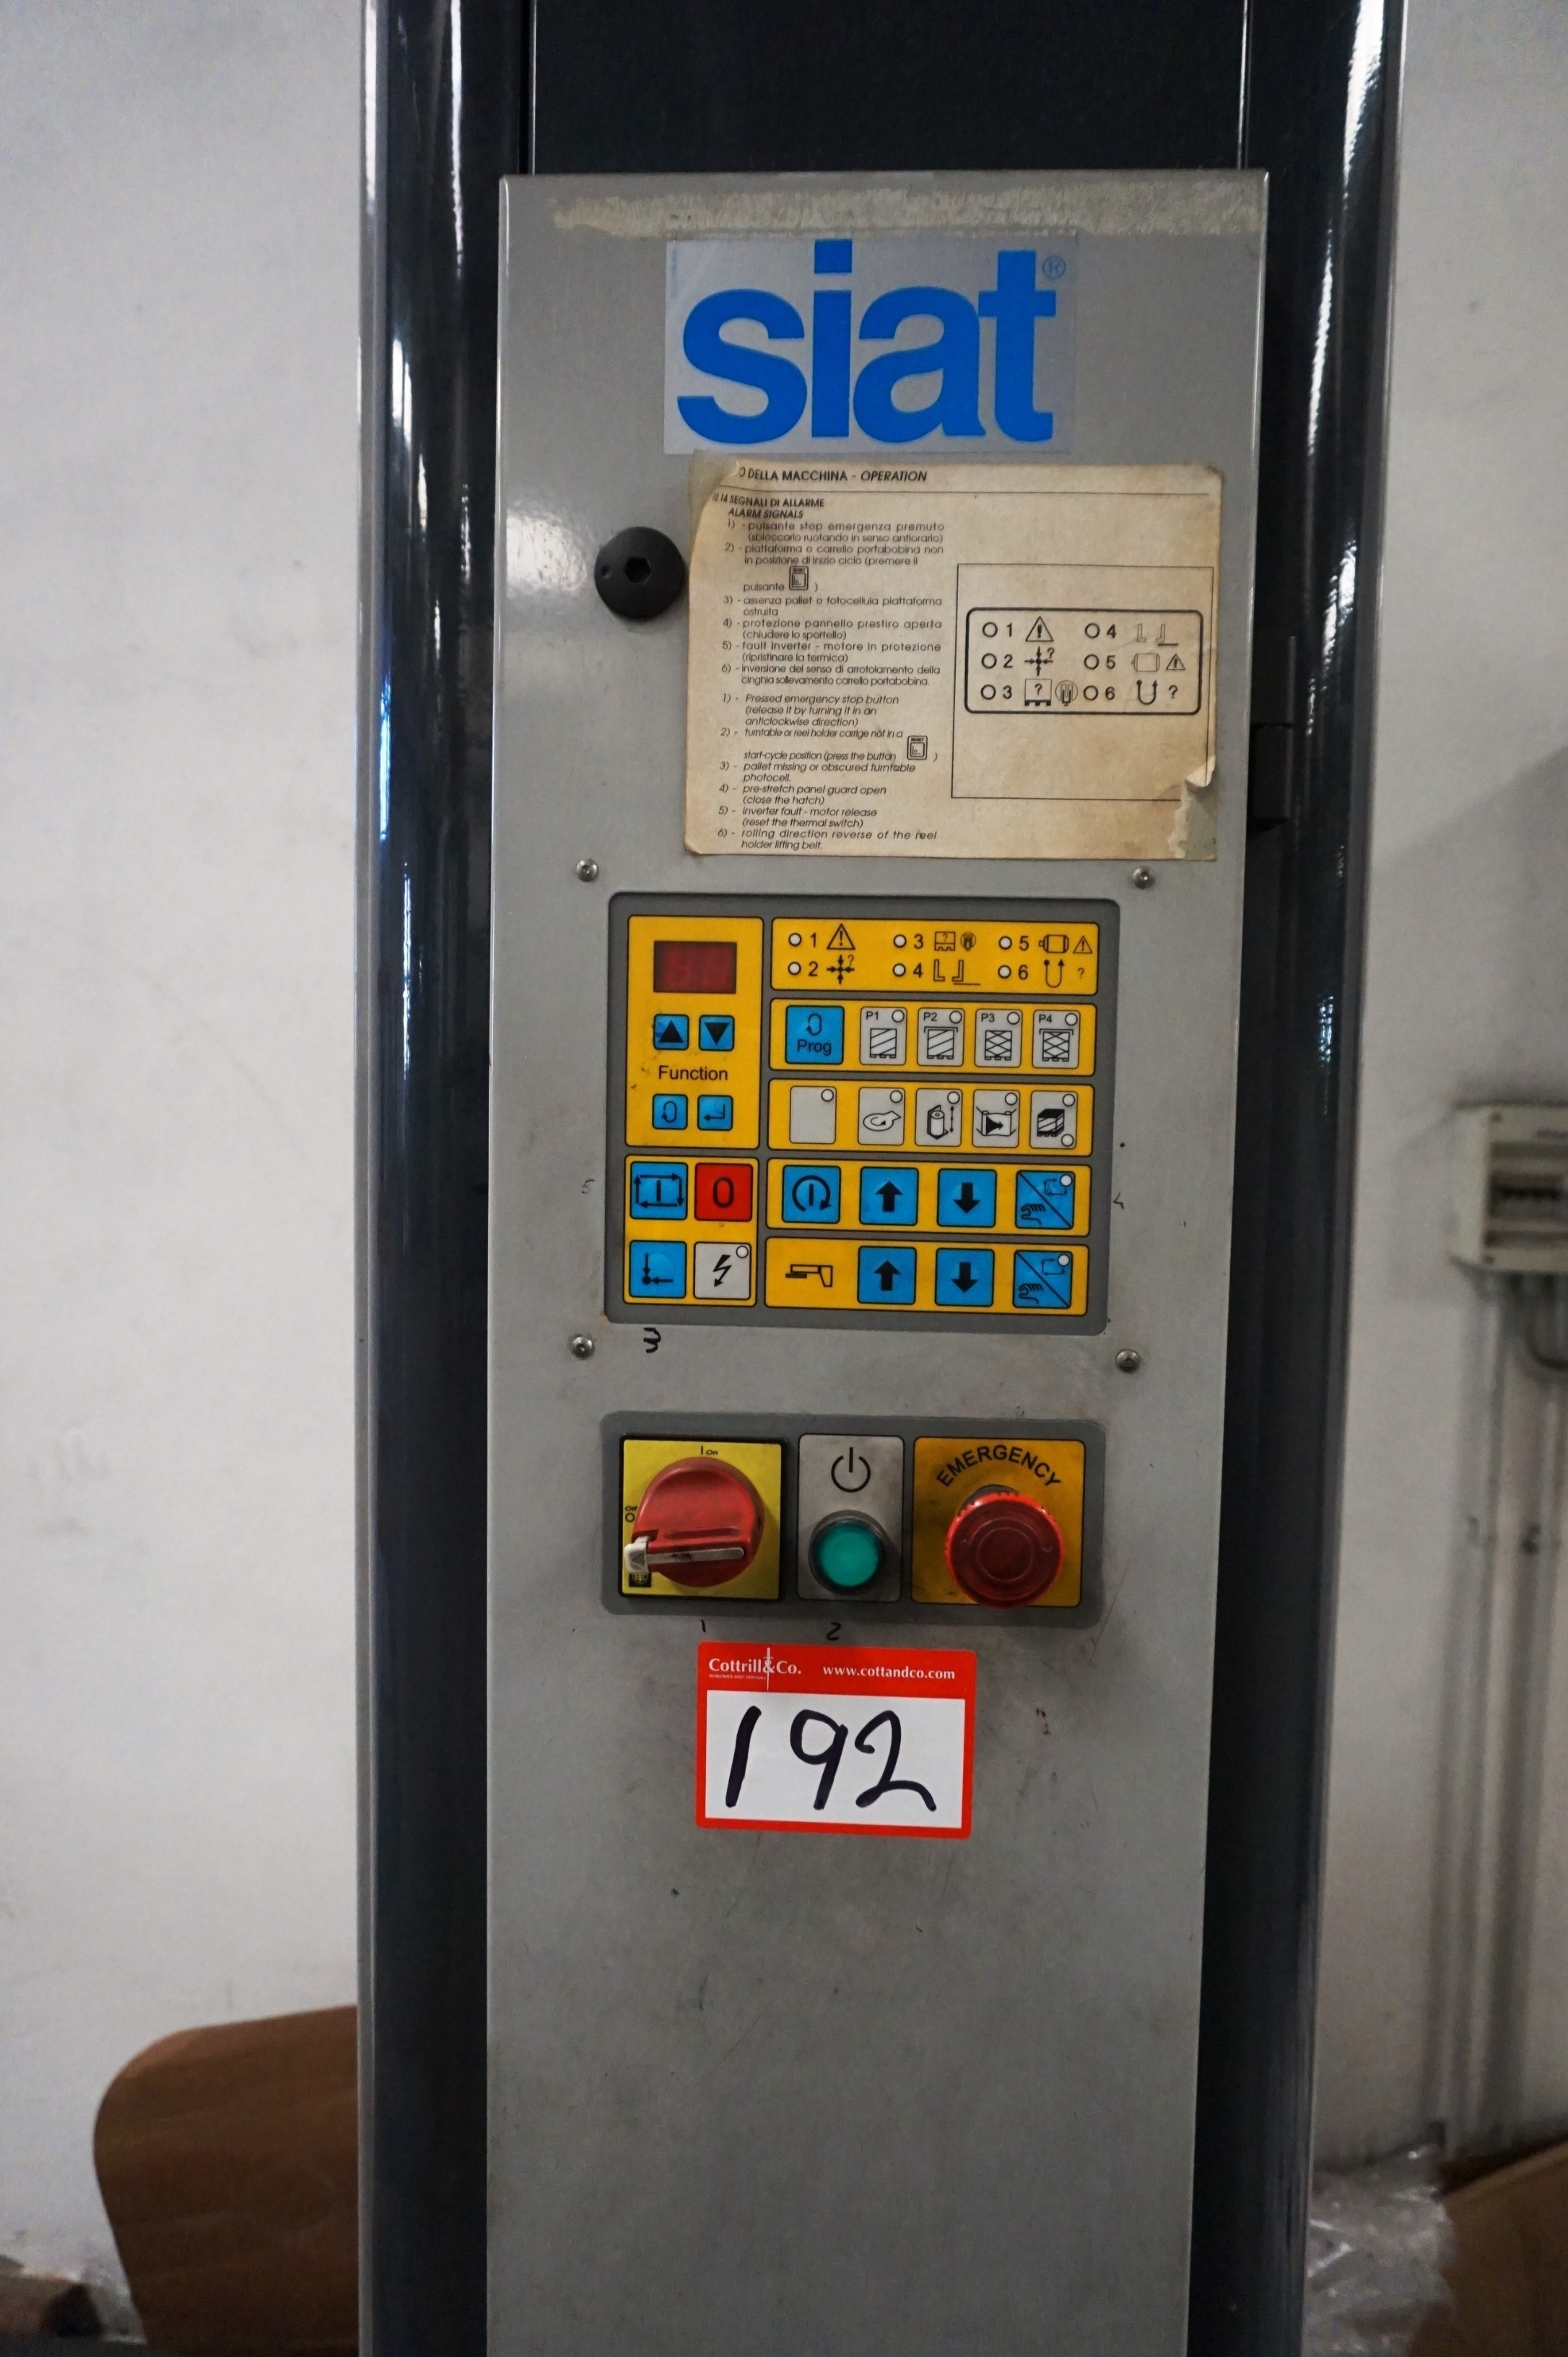 siat®
O DELLA MACCHINA - OPERATION
SEGNALI DI ALLARME
ALARM SIGNALS
1) - pulsante stop emergenza premuto
(sbloccarlo ruotando in senso antiorario)
2) - piattaforma o carrello portabobina non
in posizione di inizio ciclo (premere il
pulsante )
3) - assenza pallet o fotocellula piattaforma
ostruita
4) - protezione pannello prestiro aperta
(chiudere lo sportello)
5) - fault inverter - motore in protezione
(ripristinare la termica)
6) - inversione del senso di arrotolamento della
cinghia sollevamento carrello portabobina.
1) - Pressed emergency stop button
(release it by turning it in an
anticlockwise direction)
2) - turntable or reel holder carrige not in a
start-cycle position (press the button )
3) - pallet missing or obscured turntable
photocell.
4) - pre-stretch panel guard open
(close the hatch)
5) - inverter fault - motor release
(reset the thermal switch)
6) - rolling direction reverse of the reel
holder lifting belt.
1 4
2 ? 5
3 ? 6 ?
1 3 ? 5
2 ? 4 6 ?
Prog P1 P2 P3 P4
Function
0
5
4
3
I On
Off
O
EMERGENCY
1 2
Cottrill&Co. www.cottandco.com
192